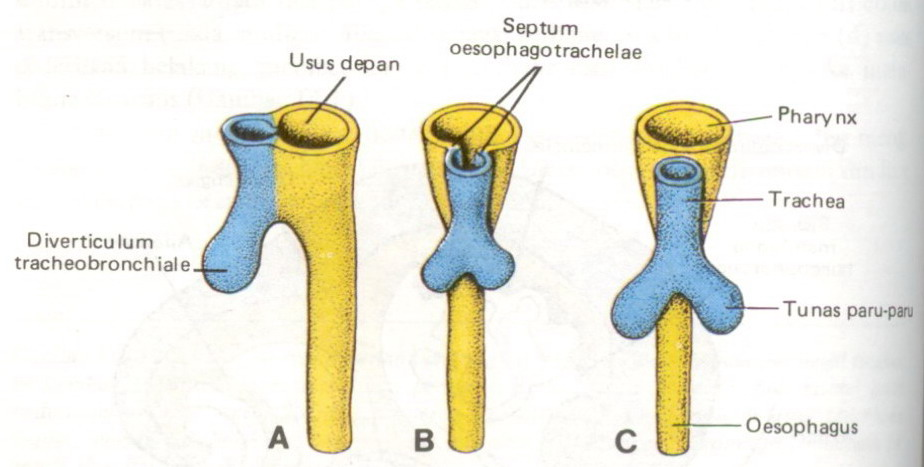 Septum
oesophagotrachelae
Usus depan
Pharynx
Trachea
Diverticulum
tracheobronchiale
Tunas paru-paru
Oesophagus
A
B
C